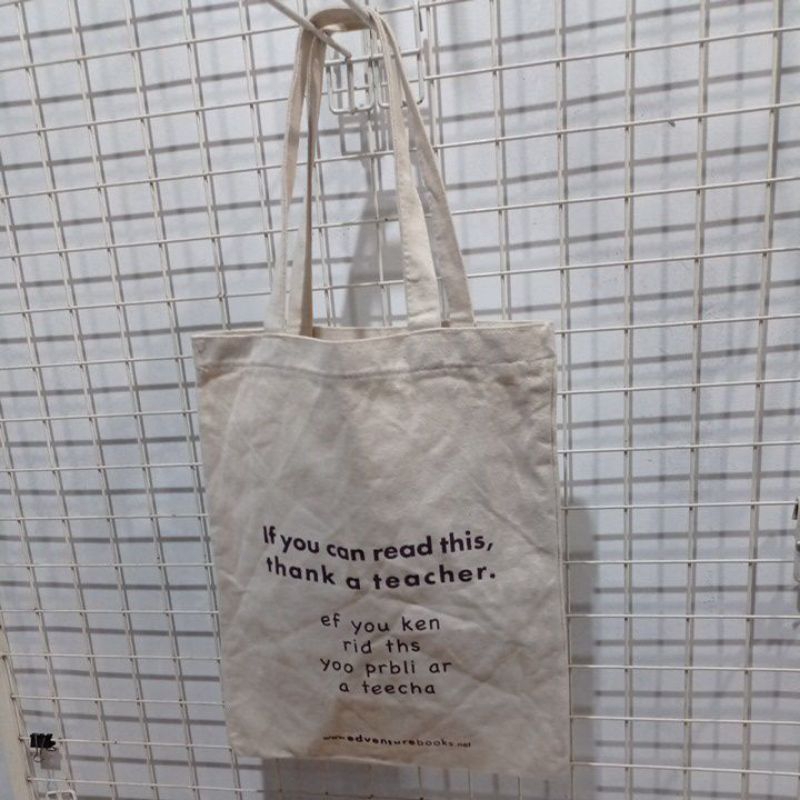 If you can read this,
thank a teacher.
ef you ken
rid ths
yoo prbli ar
a teecha
www.edventurebooks.net